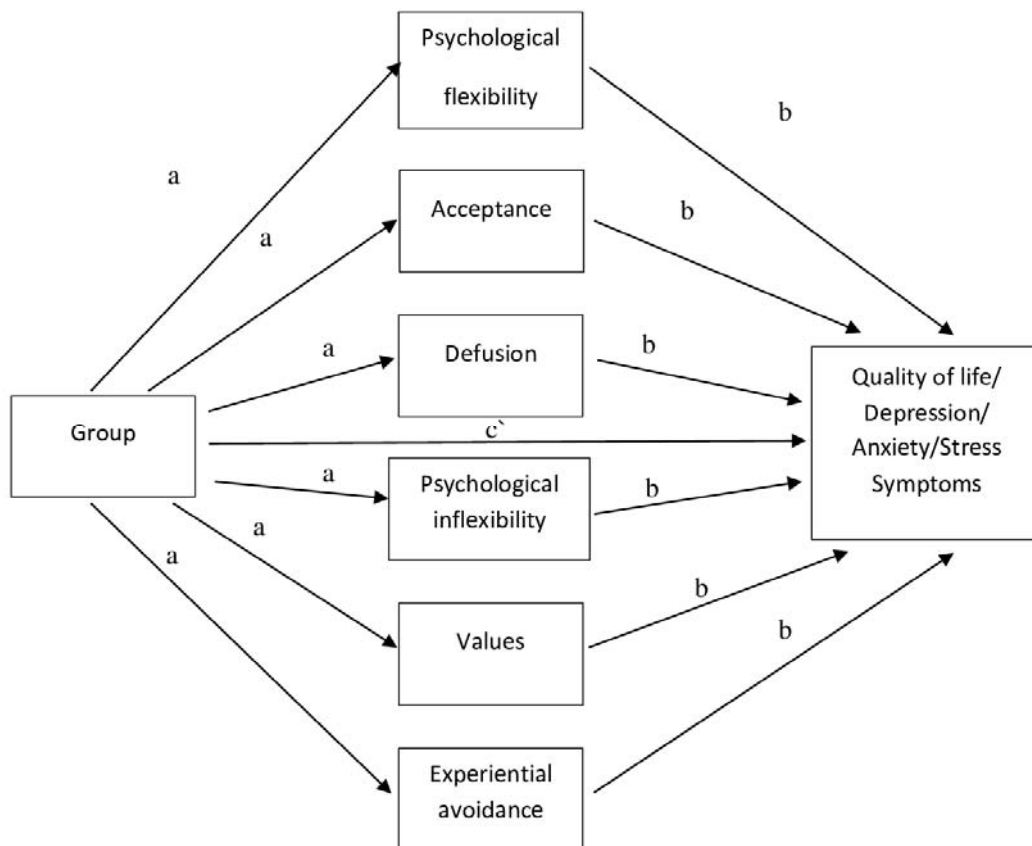 Psychological
flexibility
b
a
Acceptance
b
a
Defusion
a
b
Group
c`
Quality of life/
Depression/
Anxiety/Stress
Symptoms
Psychological
inflexibility
a
b
a
Values
b
a
b
Experiential
avoidance